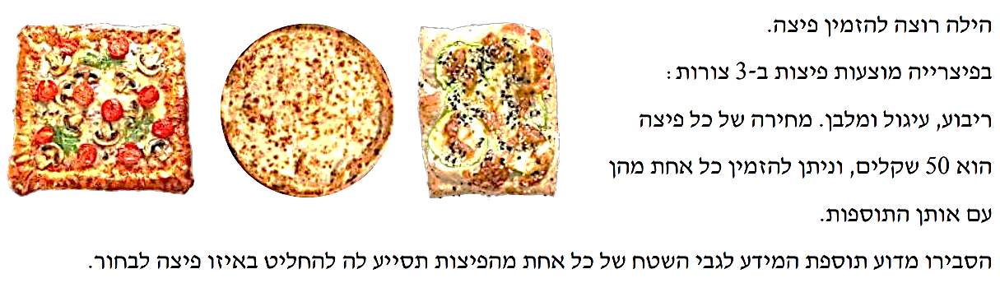 הילה רוצה להזמין פיצה.
בפיצרייה מוצעות פיצות ב-3 צורות:
ריבוע, עיגול ומלבן. מחירה של כל פיצה
הוא 50 שקלים, וניתן להזמין כל אחת מהן
עם אותן התוספות.
הסבירו מדוע תוספת המידע לגבי השטח של כל אחת מהפיצות תסייע לה להחליט באיזו פיצה לבחור.